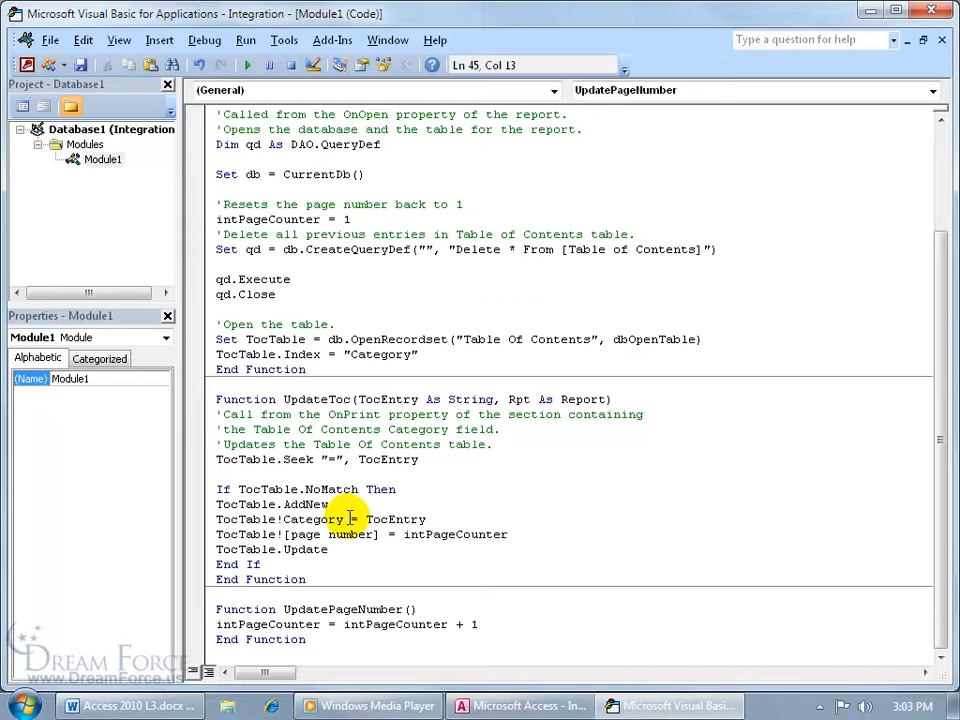 Microsoft Visual Basic for Applications - Integration - [Module1 (Code)]
File Edit View Insert Debug Run Tools Add-Ins Window Help
Type a question for help
Ln 45, Col 13
Project - Database1
(General)
UpdatePageNumber
Database1 (Integration
Modules
Module1
Properties - Module1
Module1 Module
Alphabetic Categorized
(Name) Module1
'Called from the OnOpen property of the report.
'Opens the database and the table for the report.
Dim qd As DAO.QueryDef
Set db = CurrentDb()
'Resets the page number back to 1
intPageCounter = 1
'Delete all previous entries in Table of Contents table.
Set qd = db.CreateQueryDef("", "Delete * From [Table of Contents]")
qd.Execute
qd.Close
'Open the table.
Set TocTable = db.OpenRecordset("Table Of Contents", dbOpenTable)
TocTable.Index = "Category"
End Function
Function UpdateToc(TocEntry As String, Rpt As Report)
'Call from the OnPrint property of the section containing
'the Table Of Contents Category field.
'Updates the Table Of Contents table.
TocTable.Seek "=", TocEntry
If TocTable.NoMatch Then
TocTable.AddNew
TocTable!Category = TocEntry
TocTable![page number] = intPageCounter
TocTable.Update
End If
End Function
Function UpdatePageNumber()
intPageCounter = intPageCounter + 1
End Function
DREAM FORCE
www.DreamForce.us
Access 2010 L3.docx ...
Windows Media Player
Microsoft Access - In...
Microsoft Visual Bas...
3:03 PM